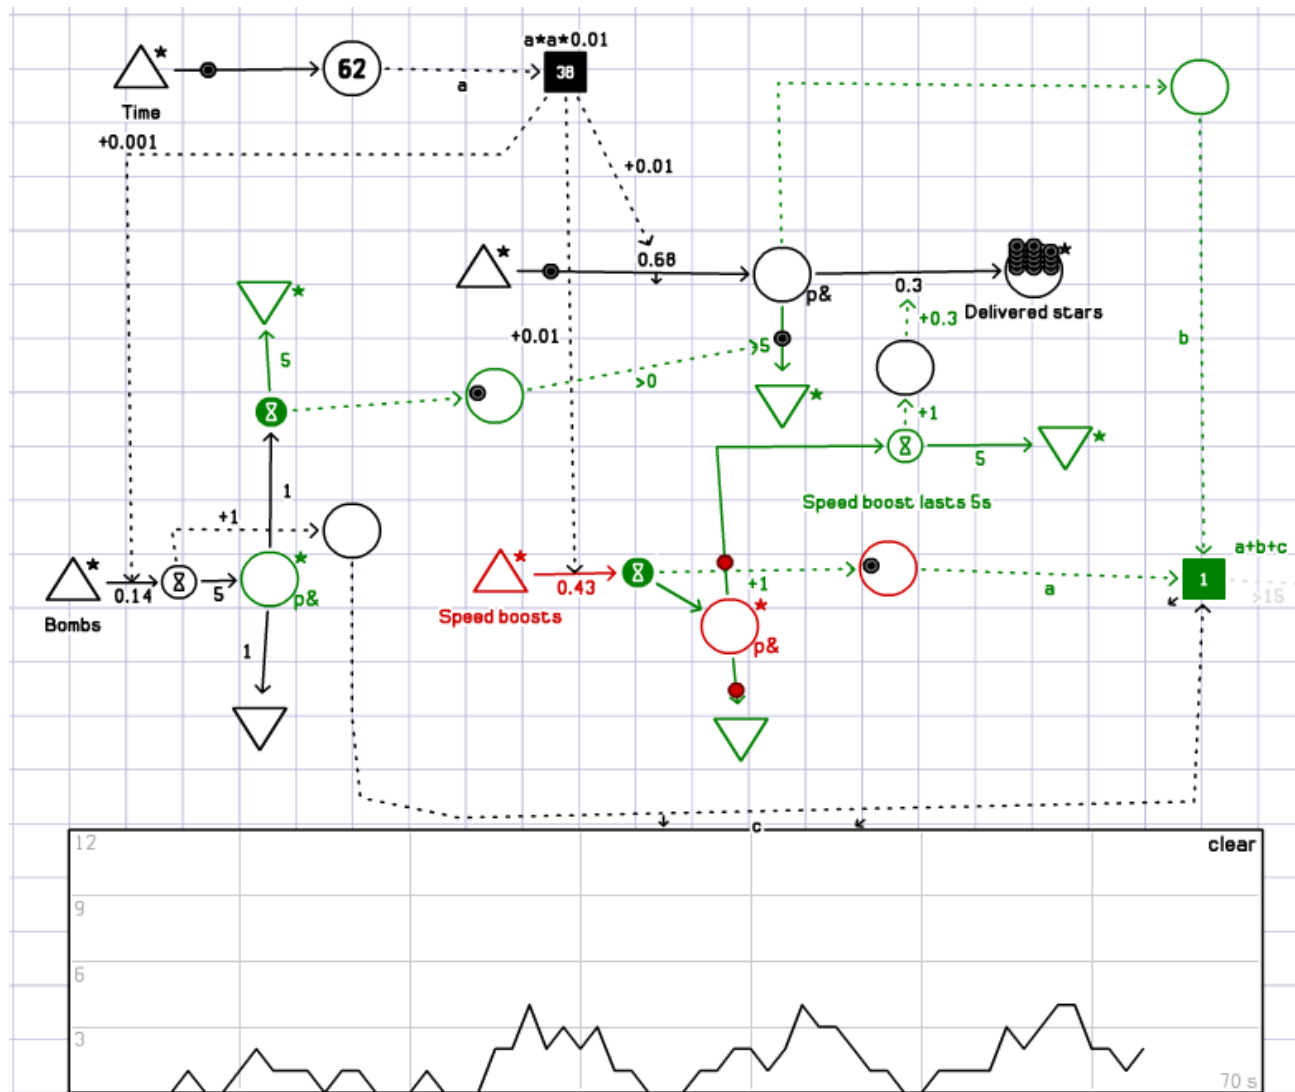 a*a*0.01
*
62
38
a
Time
+0.001
+0.01
*
0.68
*
p&
0.3
Delivered stars
*
+0.01
5
+0.3
b
5
>0
*
+1
*
1
5
+1
Speed boost lasts 5s
*
*
*
a+b+c
1
0.14
5
p&
0.43
+1
a
>15
Bombs
Speed boosts
*
p&
1
c
12
clear
9
6
3
70 s